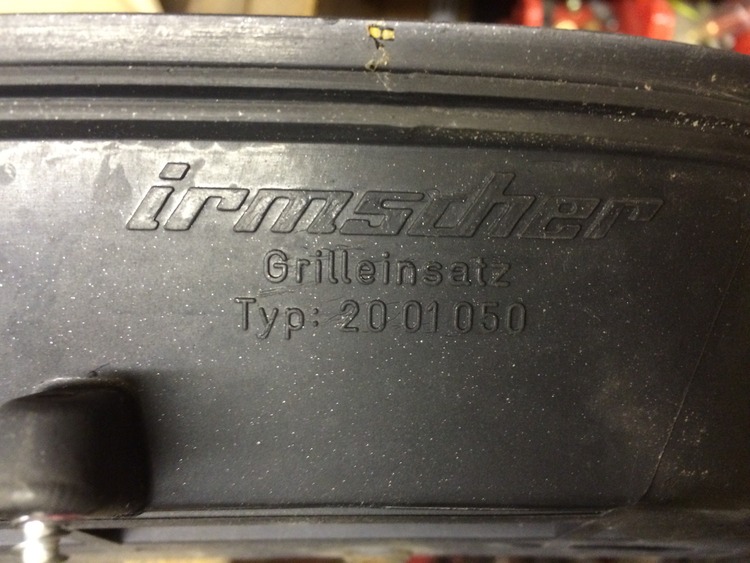 irmscher
Grilleinsatz
Typ: 20 01 050